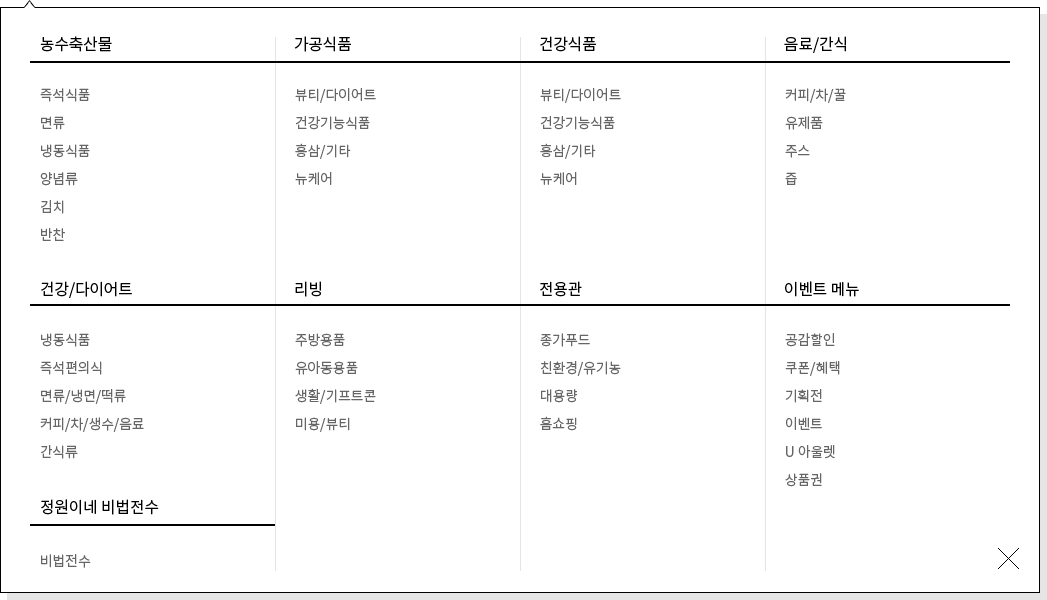 농수축산물
즉석식품
면류
냉동식품
양념류
김치
반찬
가공식품
뷰티/다이어트
건강기능식품
홍삼/기타
뉴케어
건강식품
뷰티/다이어트
건강기능식품
홍삼/기타
뉴케어
음료/간식
커피/차/꿀
유제품
주스
즙
건강/다이어트
냉동식품
즉석편의식
면류/냉면/떡류
커피/차/생수/음료
간식류
리빙
주방용품
유아동용품
생활/기프트콘
미용/뷰티
전용관
종가푸드
친환경/유기농
대용량
홈쇼핑
이벤트 메뉴
공감할인
쿠폰/혜택
기획전
이벤트
U 아울렛
상품권
정원이네 비법전수
비법전수